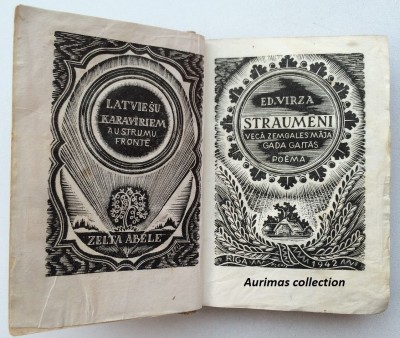 LATVIEŠU
KARAVĪRIEM
AUSTRUMU
FRONTĒ
ZELTA ĀBELE
ED. VIRZA
STRAUMĒNI
VECĀ ZEMGALES MĀJA
GADA GAITĀS
POĒMA
RĪGĀ 1942
Aurimas collection